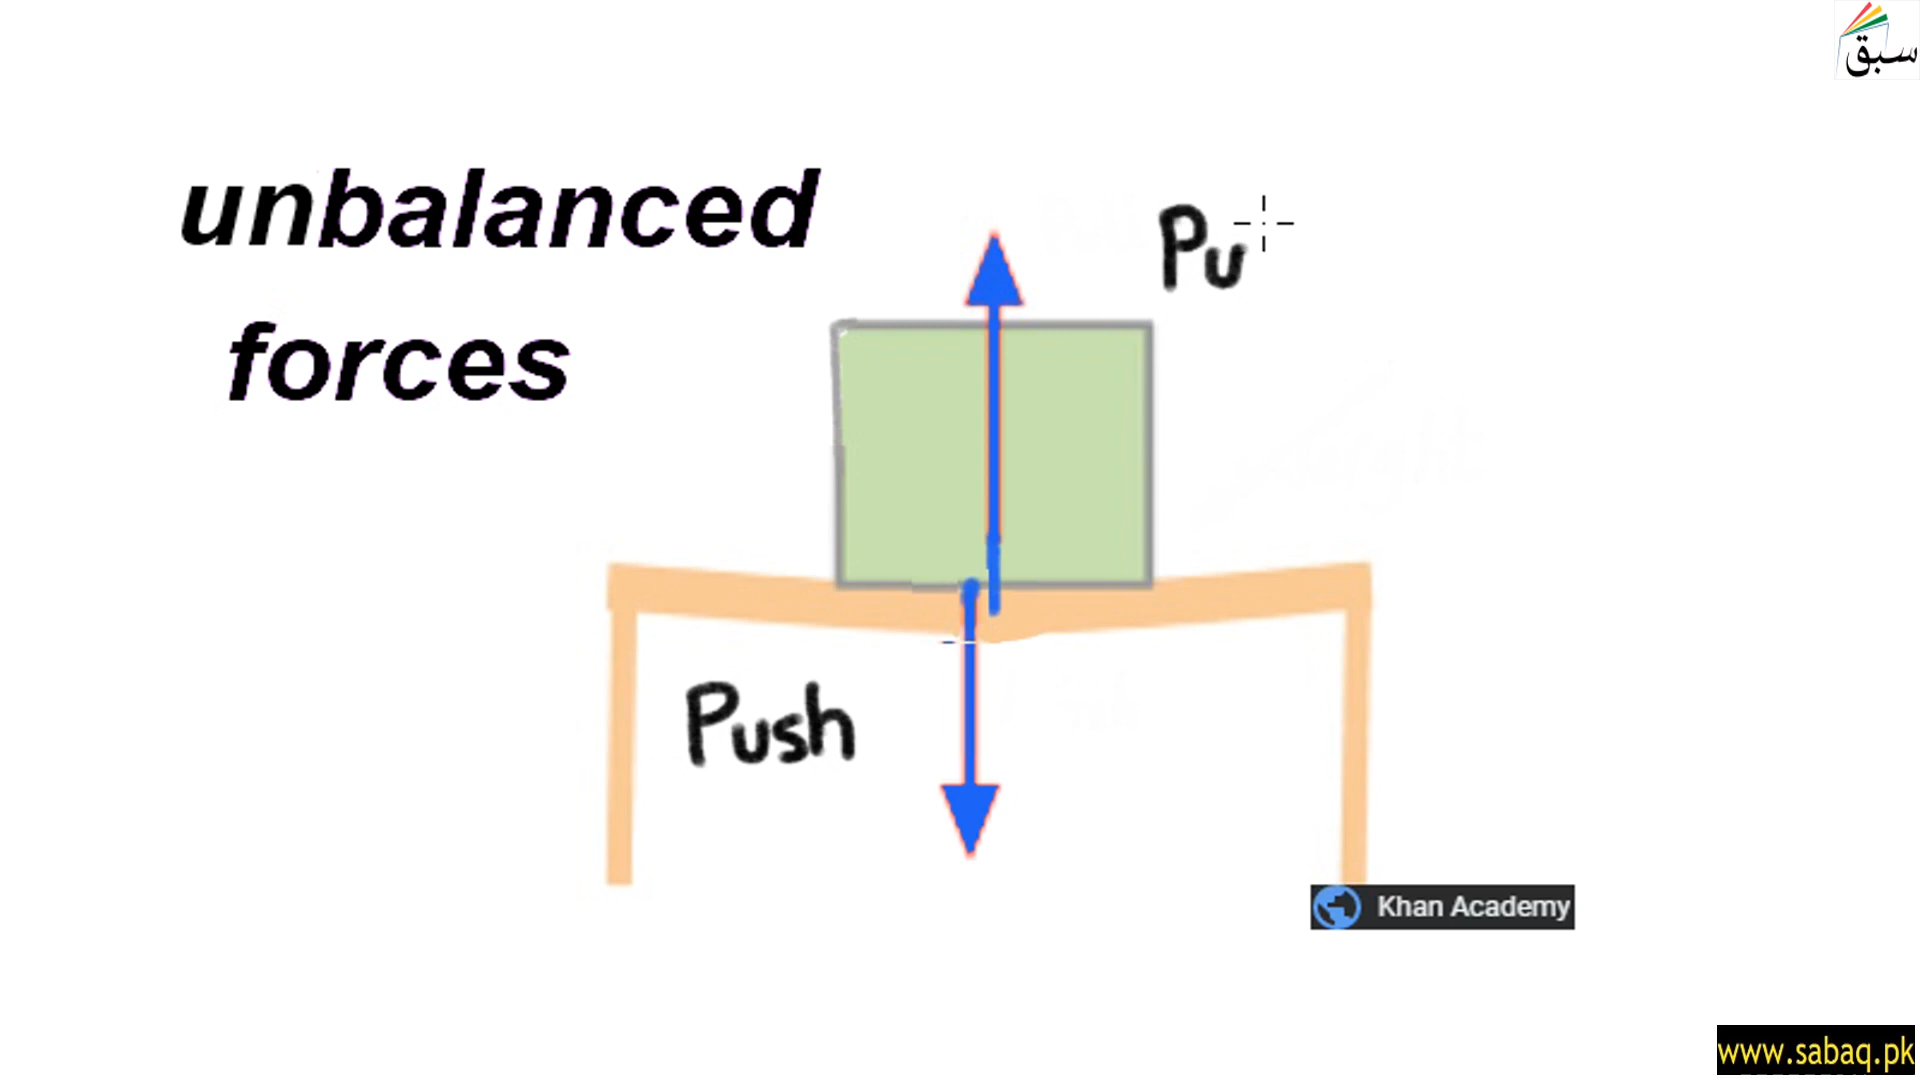 سبق
unbalanced
forces
Pu
Push
Khan Academy
www.sabaq.pk